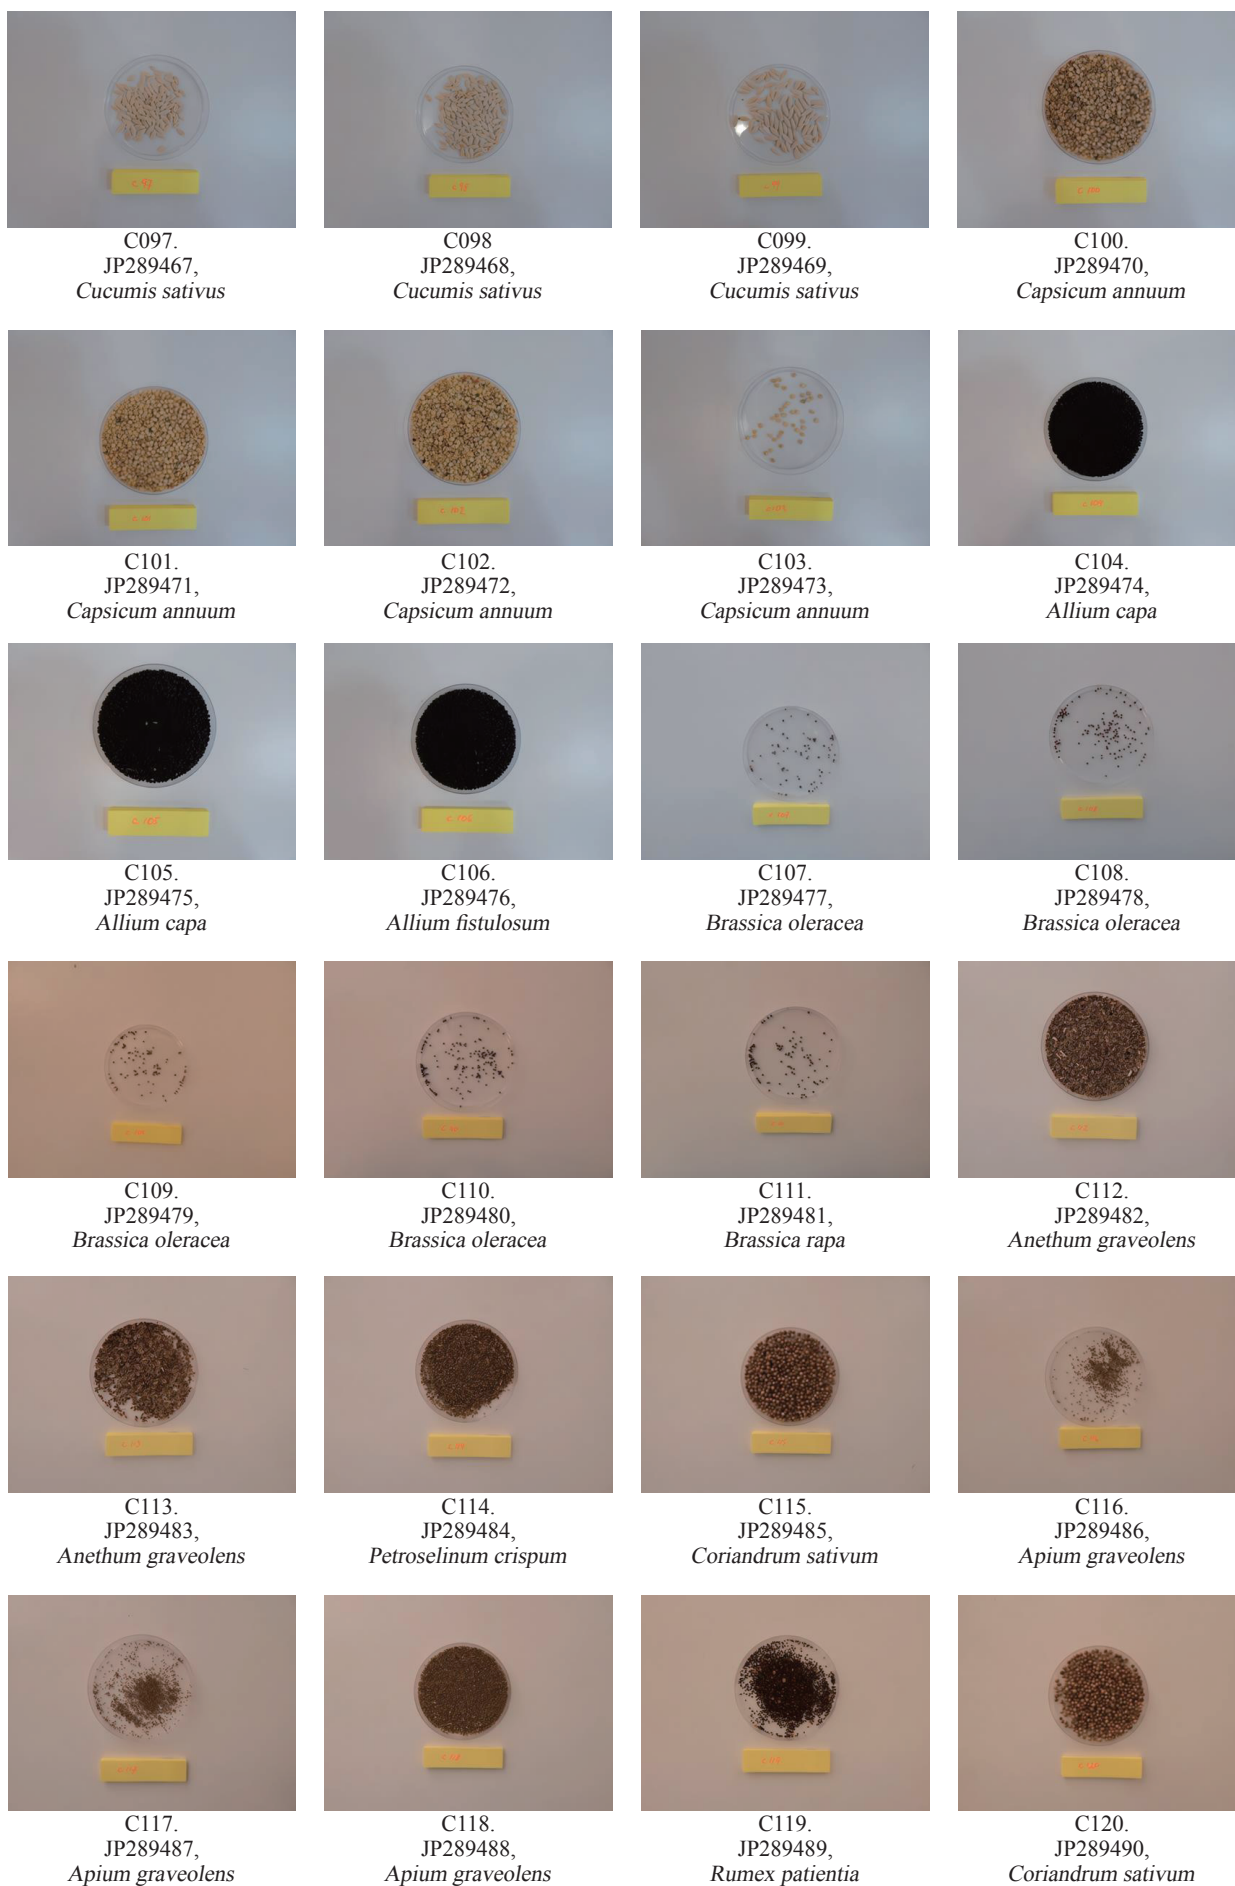 C097.
JP289467,
Cucumis sativus
C098
JP289468,
Cucumis sativus
C099.
JP289469,
Cucumis sativus
C100.
JP289470,
Capsicum annuum
C101.
JP289471,
Capsicum annuum
C102.
JP289472,
Capsicum annuum
C103.
JP289473,
Capsicum annuum
C104.
JP289474,
Allium capa
C105.
JP289475,
Allium capa
C106.
JP289476,
Allium fistulosum
C107.
JP289477,
Brassica oleracea
C108.
JP289478,
Brassica oleracea
C109.
JP289479,
Brassica oleracea
C110.
JP289480,
Brassica oleracea
C111.
JP289481,
Brassica rapa
C112.
JP289482,
Anethum graveolens
C113.
JP289483,
Anethum graveolens
C114.
JP289484,
Petroselinum crispum
C115.
JP289485,
Coriandrum sativum
C116.
JP289486,
Apium graveolens
C117.
JP289487,
Apium graveolens
C118.
JP289488,
Apium graveolens
C119.
JP289489,
Rumex patientia
C120.
JP289490,
Coriandrum sativum